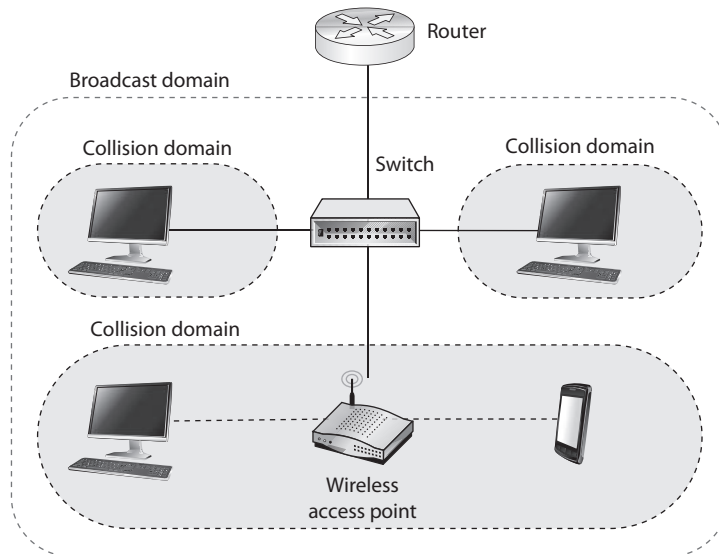 Router
Broadcast domain
Collision domain
Collision domain
Switch
Collision domain
Wireless
access point